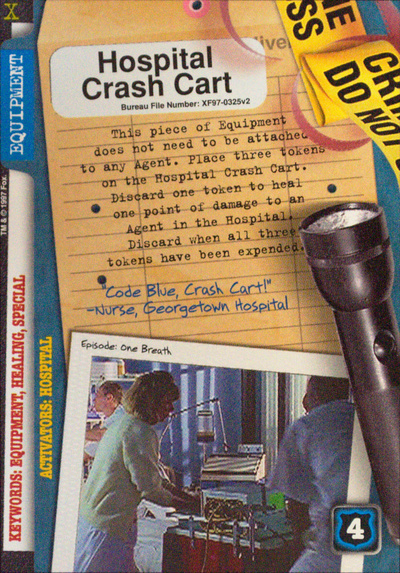 X
EQUIPMENT
TM & © 1997 Fox.
KEYWORDS: EQUIPMENT, HEALING, SPECIAL
ACTIVATORS: HOSPITAL
Hospital
Crash Cart
Bureau File Number: XF97-0325v2
This piece of Equipment
does not need to be attached
to any Agent. Place three tokens
on the Hospital Crash Cart.
Discard one token to heal
one point of damage to an
Agent in the Hospital.
Discard when all three
tokens have been expended.
"Code Blue, Crash Cart!"
-Nurse, Georgetown Hospital
Episode: One Breath
4
DO NO